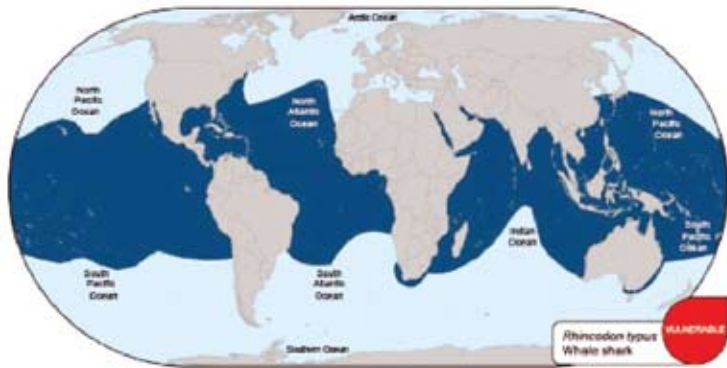 Arctic Ocean
North
Pacific
Ocean
North
Atlantic
Ocean
North
Pacific
Ocean
Indian
Ocean
South
Pacific
Ocean
South
Pacific
Ocean
South
Atlantic
Ocean
Southern Ocean
Rhincodon typus
Whale shark
VULNERABLE